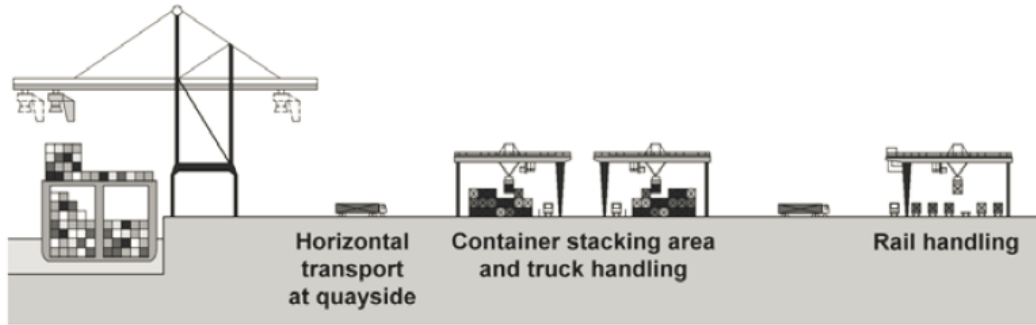 Horizontal
transport
at quayside
Container stacking area
and truck handling
Rail handling